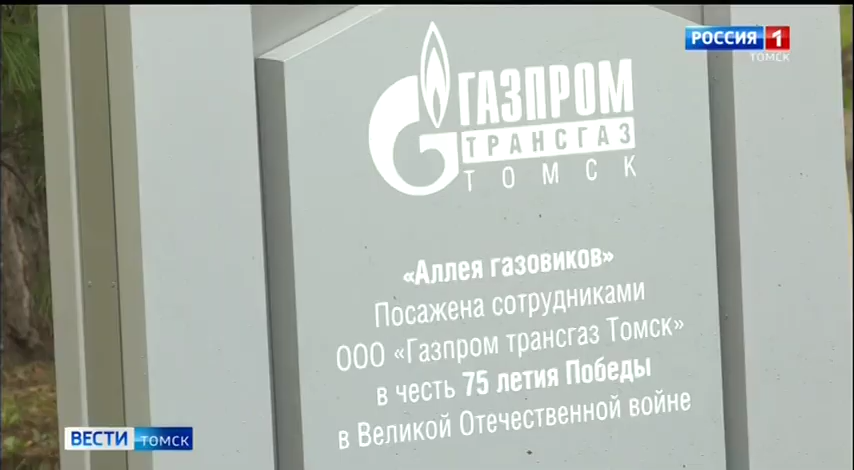 РОССИЯ 1
ТОМСК
ГАЗПРОМ
ТРАНСГАЗ
ТОМСК
«Аллея газовиков»
Посажена сотрудниками
ООО «Газпром трансгаз Томск»
в честь 75 летия Победы
в Великой Отечественной войне
ВЕСТИ ТОМСК